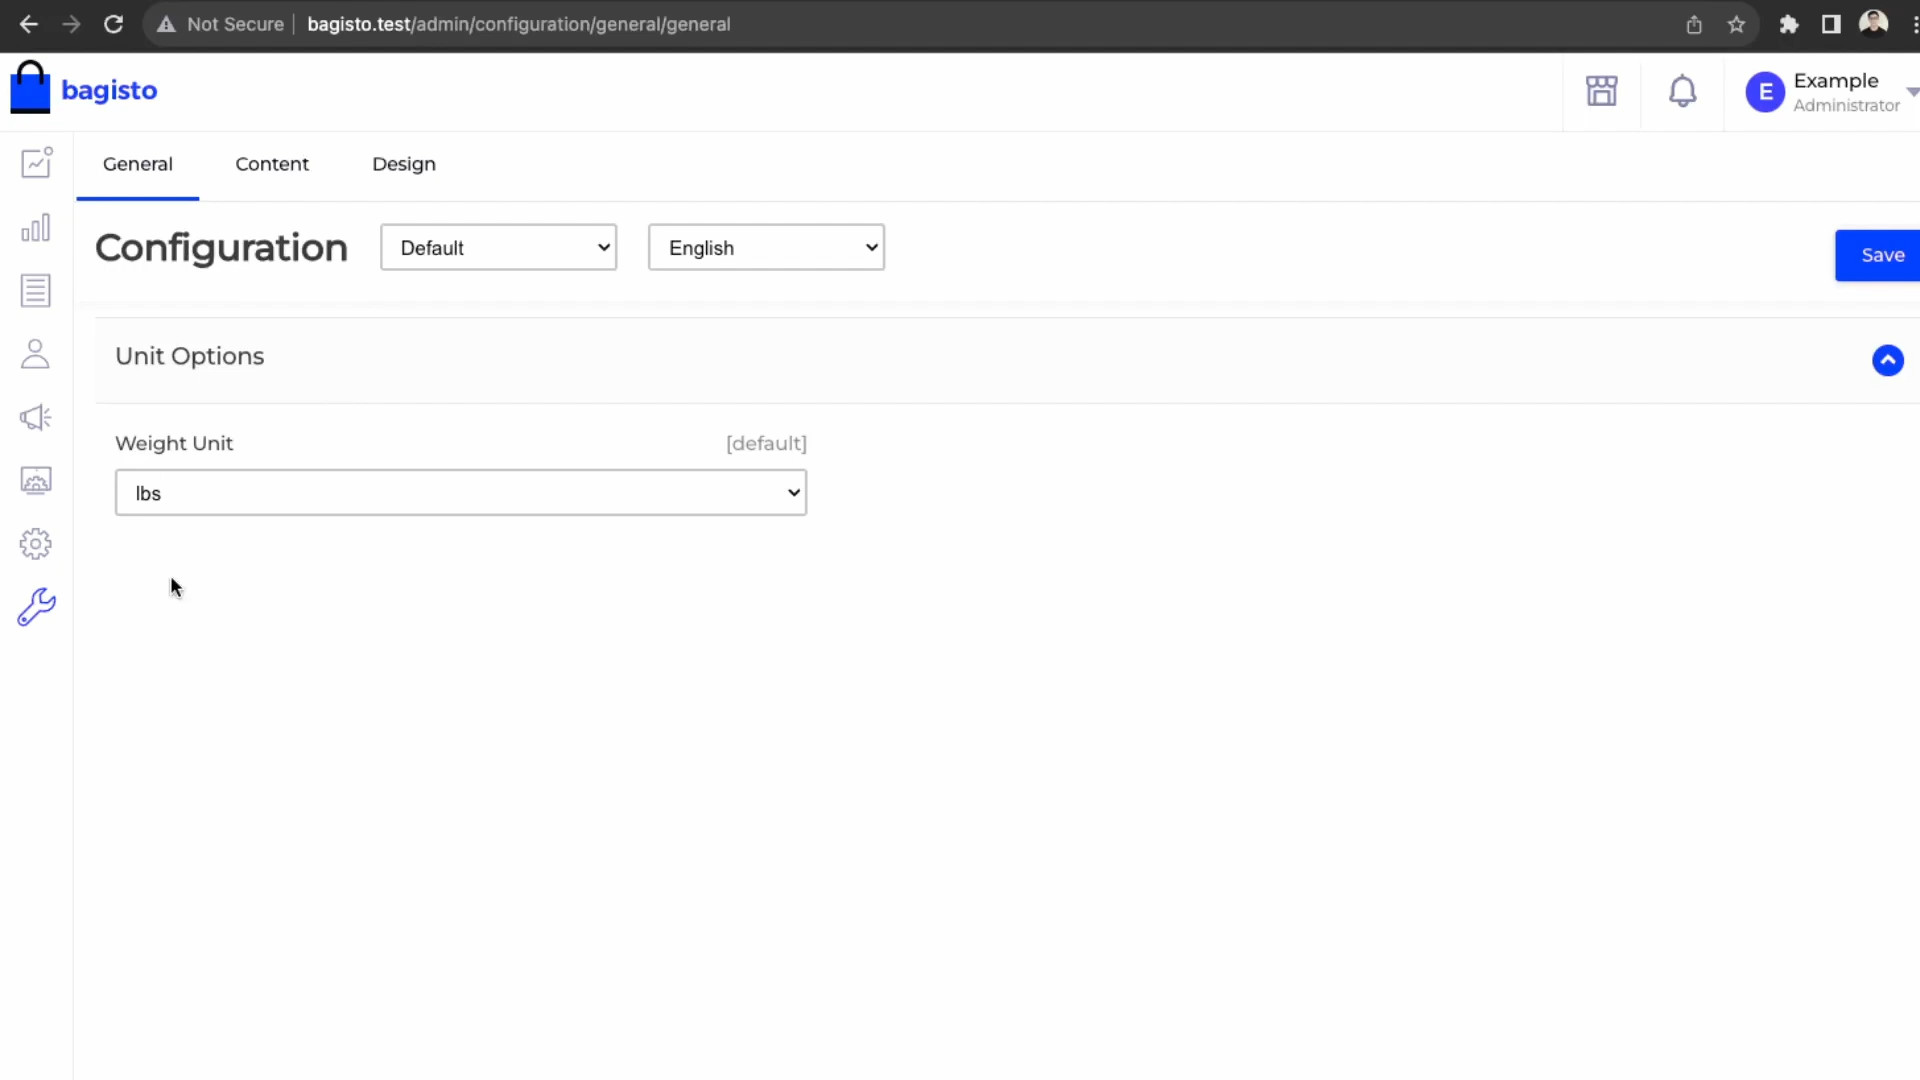 Not Secure | bagisto.test/admin/configuration/general/general
bagisto
E
Example
Administrator
General
Content
Design
Configuration
Default
English
Save
Unit Options
Weight Unit
[default]
lbs